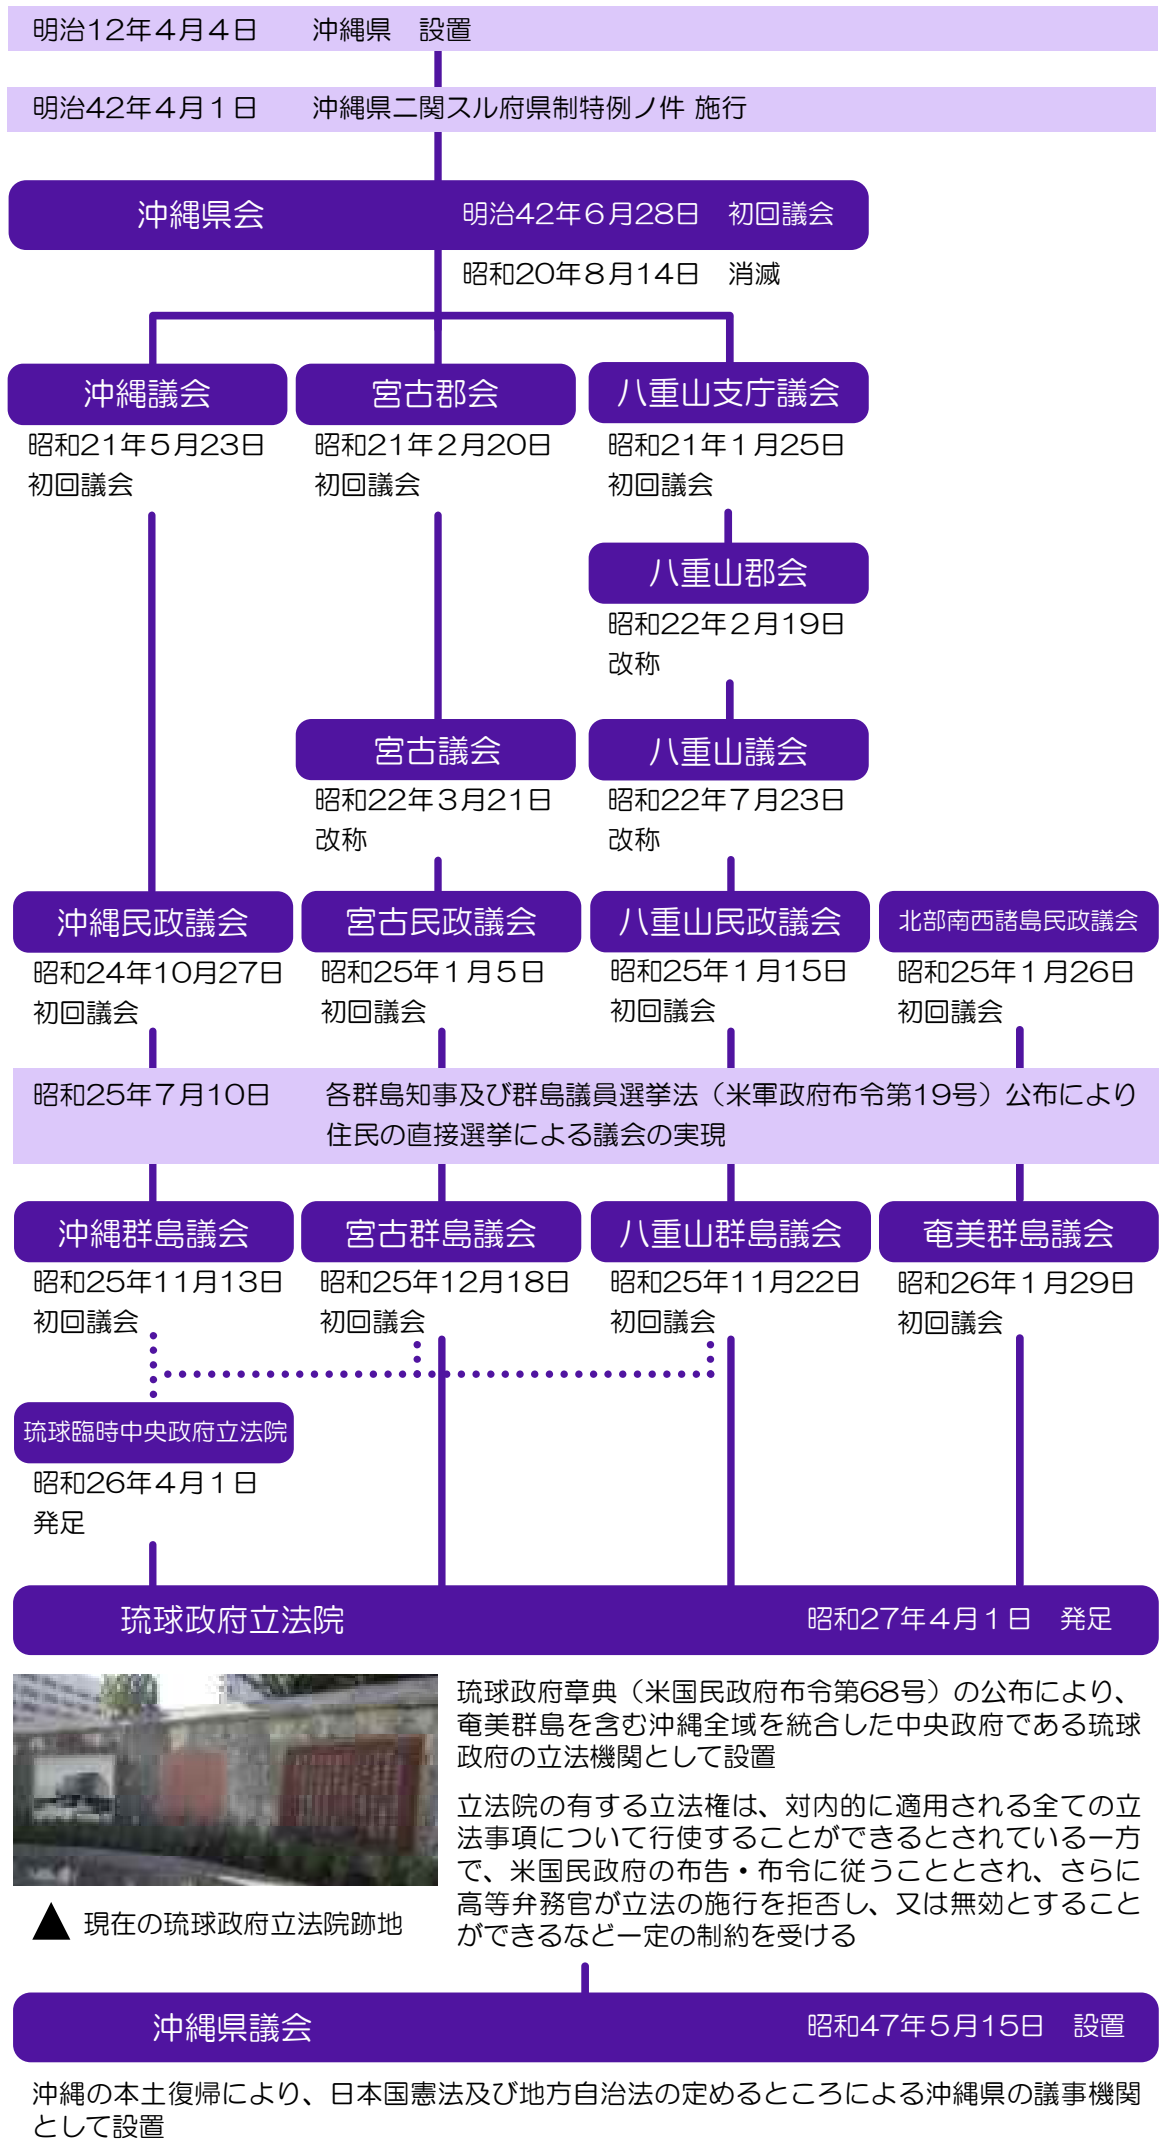 明治12年４月４日　沖縄県　設置
明治42年４月１日　沖縄県ニ関スル府県制特例ノ件 施行
沖縄県会　明治42年６月28日　初回議会
昭和20年８月14日　消滅
沖縄議会
昭和21年５月23日
初回議会
宮古郡会
昭和21年２月20日
初回議会
八重山支庁議会
昭和21年１月25日
初回議会
八重山郡会
昭和22年２月19日
改称
宮古議会
昭和22年３月21日
改称
八重山議会
昭和22年７月23日
改称
沖縄民政議会
昭和24年10月27日
初回議会
宮古民政議会
昭和25年１月５日
初回議会
八重山民政議会
昭和25年１月15日
初回議会
北部南西諸島民政議会
昭和25年１月26日
初回議会
昭和25年７月10日　各群島知事及び群島議員選挙法（米軍政府布令第19号）公布により
住民の直接選挙による議会の実現
沖縄群島議会
昭和25年11月13日
初回議会
宮古群島議会
昭和25年12月18日
初回議会
八重山群島議会
昭和25年11月22日
初回議会
奄美群島議会
昭和26年１月29日
初回議会
琉球臨時中央政府立法院
昭和26年４月１日
発足
琉球政府立法院　昭和27年４月１日　発足
琉球政府章典（米国民政府布令第68号）の公布により、
奄美群島を含む沖縄全域を統合した中央政府である琉球
政府の立法機関として設置
立法院の有する立法権は、対内的に適用される全ての立
法事項について行使することができるとされている一方
で、米国民政府の布告・布令に従うこととされ、さらに
高等弁務官が立法の施行を拒否し、又は無効とすること
ができるなど一定の制約を受ける
▲ 現在の琉球政府立法院跡地
沖縄県議会　昭和47年５月15日　設置
沖縄の本土復帰により、日本国憲法及び地方自治法の定めるところによる沖縄県の議事機関
として設置